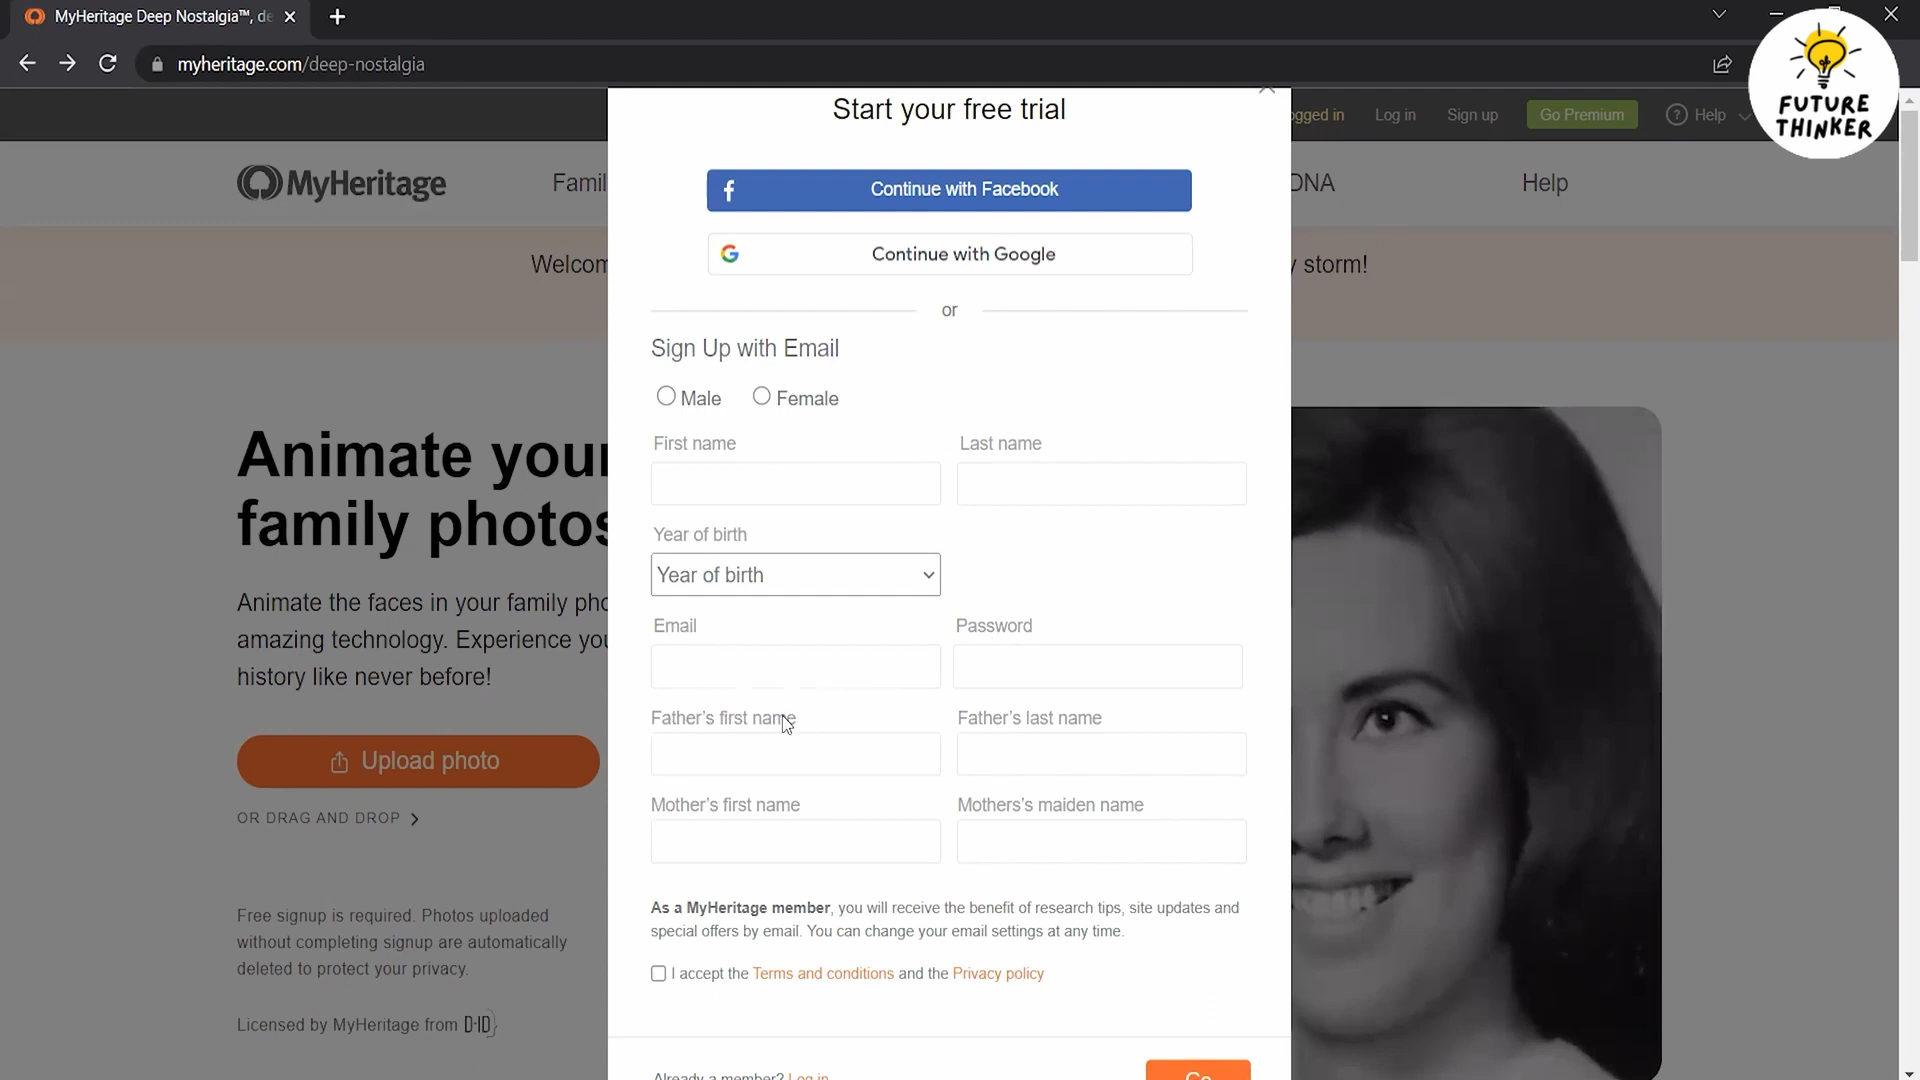 MyHeritage Deep Nostalgia™, de
myheritage.com/deep-nostalgia
FUTURE
THINKER
Start your free trial
ogged in
Log in
Sign up
Go Premium
Help
MyHeritage
Famil
DNA
Help
Continue with Facebook
Continue with Google
Welcom
y storm!
or
Sign Up with Email
Male
Female
First name
Last name
Animate your
family photos
Year of birth
Year of birth
Animate the faces in your family pho
amazing technology. Experience you
history like never before!
Email
Password
Father's first name
Father's last name
Upload photo
OR DRAG AND DROP
Mother's first name
Mothers's maiden name
Free signup is required. Photos uploaded
without completing signup are automatically
deleted to protect your privacy.
As a MyHeritage member, you will receive the benefit of research tips, site updates and
special offers by email. You can change your email settings at any time.
I accept the Terms and conditions and the Privacy policy
Licensed by MyHeritage from D-ID
Already a member? Log in
Go